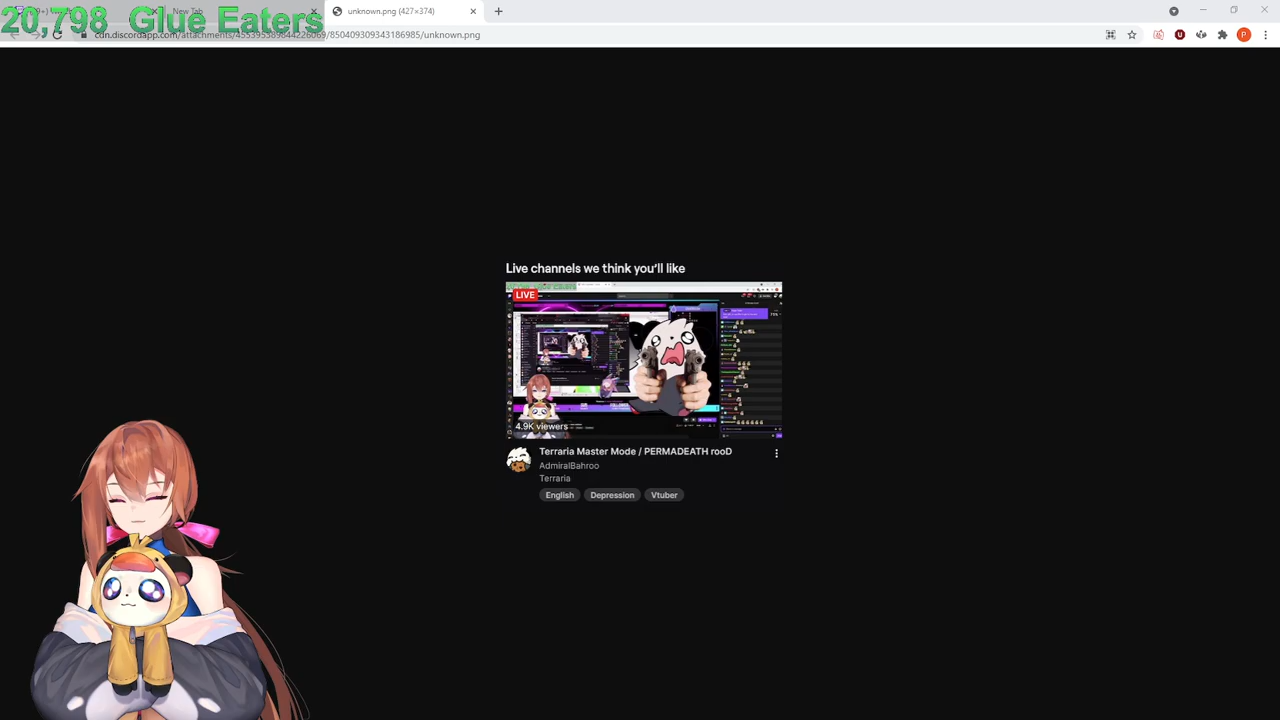 20,798 Glue Eaters
New Tab
unknown.png (427×374)
cdn.discordapp.com/attachments/455395389844226069/850409309343186985/unknown.png
P
Live channels we think you'll like
LIVE
4.9K viewers
Terraria Master Mode / PERMADEATH rooD
AdmiralBahroo
Terraria
English Depression Vtuber